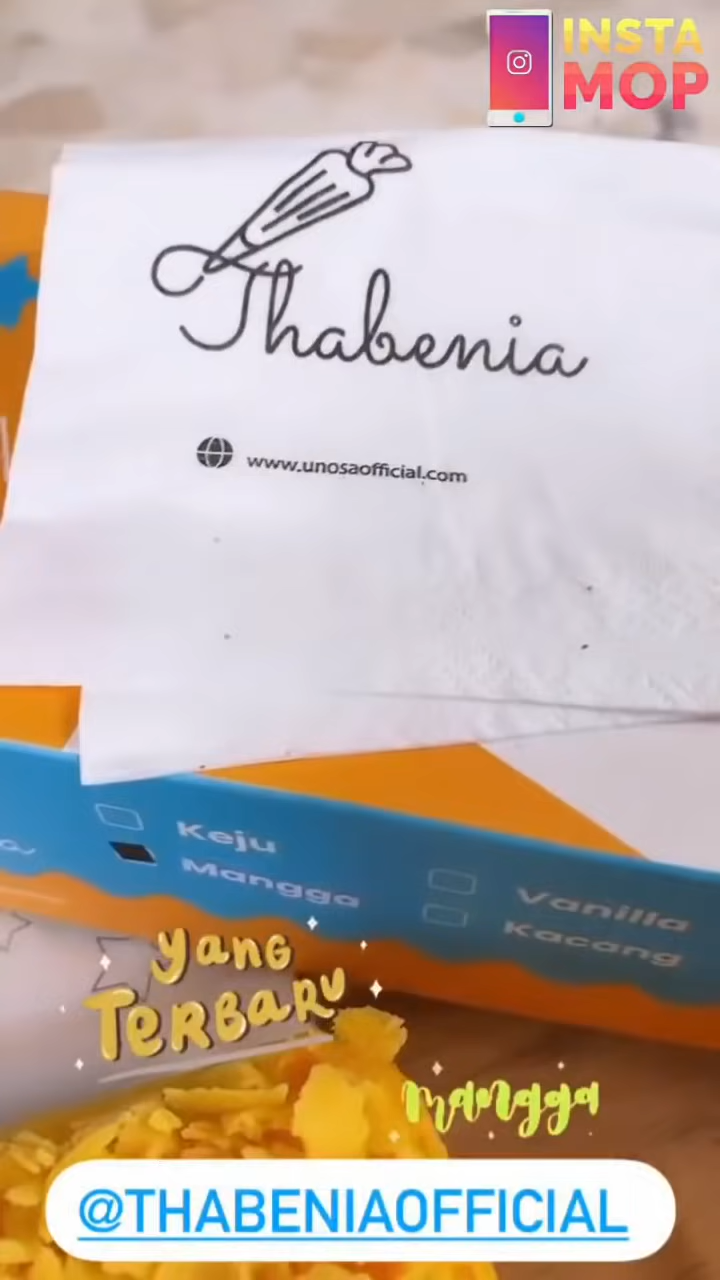 INSTA
MOP
Thabenia
www.unosaofficial.com
Keju
Mangga
Vanilla
Kacang
yang
TERBARU
mangga
@THABENIAOFFICIAL